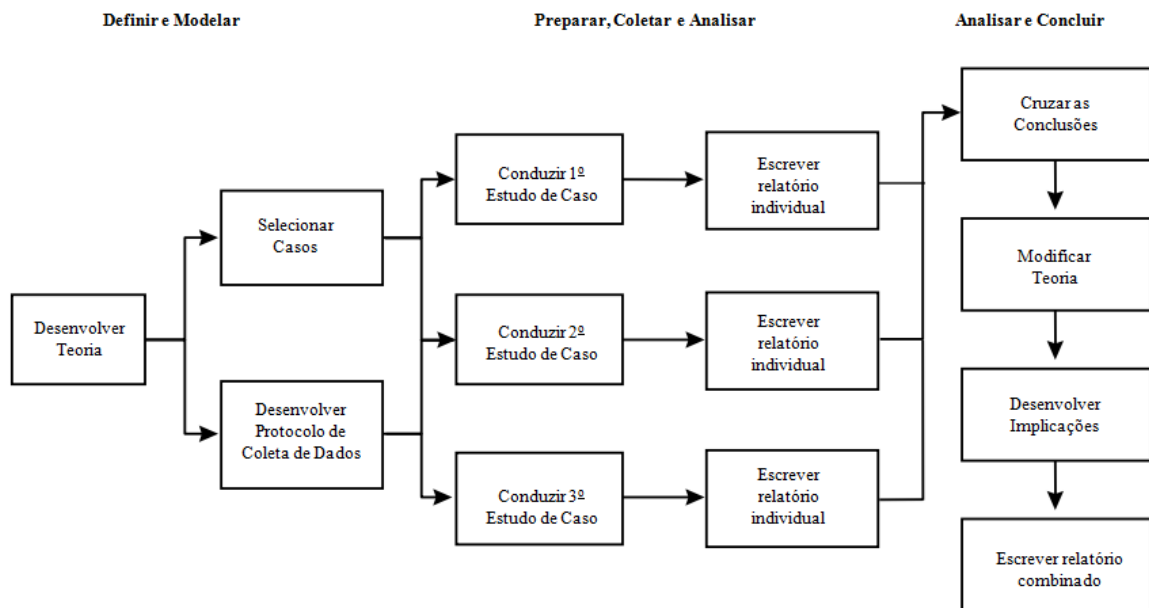 Definir e Modelar
Preparar, Coletar e Analisar
Analisar e Concluir
Desenvolver
Teoria
Selecionar
Casos
Desenvolver
Protocolo de
Coleta de Dados
Conduzir 1º
Estudo de Caso
Escrever
relatório
individual
Conduzir 2º
Estudo de Caso
Escrever
relatório
individual
Conduzir 3º
Estudo de Caso
Escrever
relatório
individual
Cruzar as
Conclusões
Modificar
Teoria
Desenvolver
Implicações
Escrever relatório
combinado